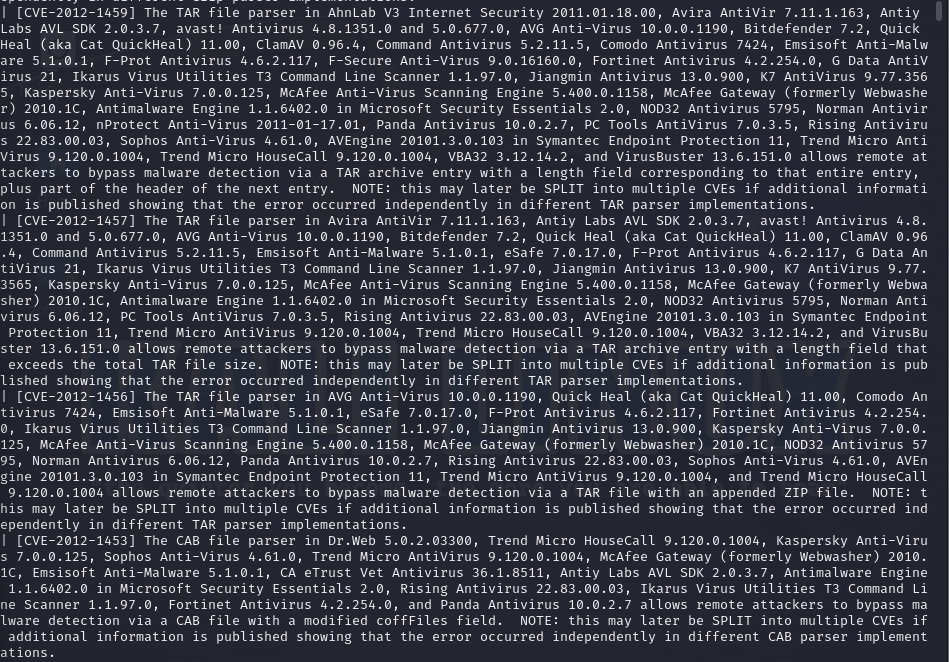 | [CVE-2012-1459] The TAR file parser in AhnLab V3 Internet Security 2011.01.18.00, Avira AntiVir 7.11.1.163, Antiy
Labs AVL SDK 2.0.3.7, avast! Antivirus 4.8.1351.0 and 5.0.677.0, AVG Anti-Virus 10.0.0.1190, Bitdefender 7.2, Quick
Heal (aka Cat QuickHeal) 11.00, ClamAV 0.96.4, Command Antivirus 5.2.11.5, Comodo Antivirus 7424, Emsisoft Anti-Malw
are 5.1.0.1, F-Prot Antivirus 4.6.2.117, F-Secure Anti-Virus 9.0.16160.0, Fortinet Antivirus 4.2.254.0, G Data AntiV
irus 21, Ikarus Virus Utilities T3 Command Line Scanner 1.1.97.0, Jiangmin Antivirus 13.0.900, K7 AntiVirus 9.77.356
5, Kaspersky Anti-Virus 7.0.0.125, McAfee Anti-Virus Scanning Engine 5.400.0.1158, McAfee Gateway (formerly Webwashe
r) 2010.1C, Antimalware Engine 1.1.6402.0 in Microsoft Security Essentials 2.0, NOD32 Antivirus 5795, Norman Antivir
us 6.06.12, nProtect Anti-Virus 2011-01-17.01, Panda Antivirus 10.0.2.7, PC Tools AntiVirus 7.0.3.5, Rising Antiviru
s 22.83.00.03, Sophos Anti-Virus 4.61.0, AVEngine 20101.3.0.103 in Symantec Endpoint Protection 11, Trend Micro Anti
Virus 9.120.0.1004, Trend Micro HouseCall 9.120.0.1004, VBA32 3.12.14.2, and VirusBuster 13.6.151.0 allows remote at
tackers to bypass malware detection via a TAR archive entry with a length field corresponding to that entire entry,
plus part of the header of the next entry.  NOTE: this may later be SPLIT into multiple CVEs if additional informati
on is published showing that the error occurred independently in different TAR parser implementations.
| [CVE-2012-1457] The TAR file parser in Avira AntiVir 7.11.1.163, Antiy Labs AVL SDK 2.0.3.7, avast! Antivirus 4.8.
1351.0 and 5.0.677.0, AVG Anti-Virus 10.0.0.1190, Bitdefender 7.2, Quick Heal (aka Cat QuickHeal) 11.00, ClamAV 0.96
.4, Command Antivirus 5.2.11.5, Emsisoft Anti-Malware 5.1.0.1, eSafe 7.0.17.0, F-Prot Antivirus 4.6.2.117, G Data An
tiVirus 21, Ikarus Virus Utilities T3 Command Line Scanner 1.1.97.0, Jiangmin Antivirus 13.0.900, K7 AntiVirus 9.77.
3565, Kaspersky Anti-Virus 7.0.0.125, McAfee Anti-Virus Scanning Engine 5.400.0.1158, McAfee Gateway (formerly Webwa
sher) 2010.1C, Antimalware Engine 1.1.6402.0 in Microsoft Security Essentials 2.0, NOD32 Antivirus 5795, Norman Anti
virus 6.06.12, PC Tools AntiVirus 7.0.3.5, Rising Antivirus 22.83.00.03, AVEngine 20101.3.0.103 in Symantec Endpoint
 Protection 11, Trend Micro AntiVirus 9.120.0.1004, Trend Micro HouseCall 9.120.0.1004, VBA32 3.12.14.2, and VirusBu
ster 13.6.151.0 allows remote attackers to bypass malware detection via a TAR archive entry with a length field that
 exceeds the total TAR file size.  NOTE: this may later be SPLIT into multiple CVEs if additional information is pub
lished showing that the error occurred independently in different TAR parser implementations.
| [CVE-2012-1456] The TAR file parser in AVG Anti-Virus 10.0.0.1190, Quick Heal (aka Cat QuickHeal) 11.00, Comodo An
tivirus 7424, Emsisoft Anti-Malware 5.1.0.1, eSafe 7.0.17.0, F-Prot Antivirus 4.6.2.117, Fortinet Antivirus 4.2.254.
0, Ikarus Virus Utilities T3 Command Line Scanner 1.1.97.0, Jiangmin Antivirus 13.0.900, Kaspersky Anti-Virus 7.0.0.
125, McAfee Anti-Virus Scanning Engine 5.400.0.1158, McAfee Gateway (formerly Webwasher) 2010.1C, NOD32 Antivirus 57
95, Norman Antivirus 6.06.12, Panda Antivirus 10.0.2.7, Rising Antivirus 22.83.00.03, Sophos Anti-Virus 4.61.0, AVEn
gine 20101.3.0.103 in Symantec Endpoint Protection 11, Trend Micro AntiVirus 9.120.0.1004, and Trend Micro HouseCall
 9.120.0.1004 allows remote attackers to bypass malware detection via a TAR file with an appended ZIP file.  NOTE: t
his may later be SPLIT into multiple CVEs if additional information is published showing that the error occurred ind
ependently in different TAR parser implementations.
| [CVE-2012-1453] The CAB file parser in Dr.Web 5.0.2.03300, Trend Micro HouseCall 9.120.0.1004, Kaspersky Anti-Viru
s 7.0.0.125, Sophos Anti-Virus 4.61.0, Trend Micro AntiVirus 9.120.0.1004, McAfee Gateway (formerly Webwasher) 2010.
1C, Emsisoft Anti-Malware 5.1.0.1, CA eTrust Vet Antivirus 36.1.8511, Antiy Labs AVL SDK 2.0.3.7, Antimalware Engine
 1.1.6402.0 in Microsoft Security Essentials 2.0, Rising Antivirus 22.83.00.03, Ikarus Virus Utilities T3 Command Li
ne Scanner 1.1.97.0, Fortinet Antivirus 4.2.254.0, and Panda Antivirus 10.0.2.7 allows remote attackers to bypass ma
lware detection via a CAB file with a modified coffFiles field.  NOTE: this may later be SPLIT into multiple CVEs if
 additional information is published showing that the error occurred independently in different CAB parser implement
ations.